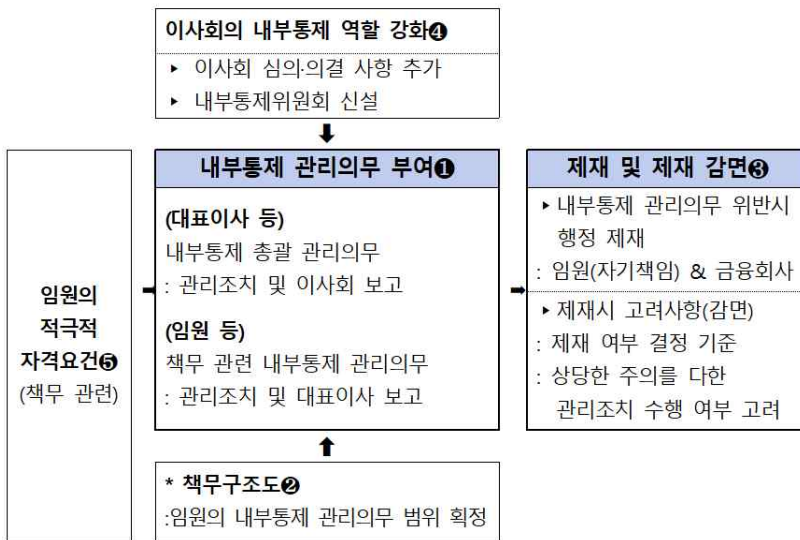 이사회의 내부통제 역할 강화❹
▸ 이사회 심의·의결 사항 추가
▸ 내부통제위원회 신설
임원의
적극적
자격요건❺
(책무 관련)
내부통제 관리의무 부여❶
(대표이사 등)
내부통제 총괄 관리의무
: 관리조치 및 이사회 보고
(임원 등)
책무 관련 내부통제 관리의무
: 관리조치 및 대표이사 보고
* 책무구조도❷
:임원의 내부통제 관리의무 범위 획정
제재 및 제재 감면❸
▸ 내부통제 관리의무 위반시
행정 제재
: 임원(자기책임) & 금융회사
▸ 제재시 고려사항(감면)
: 제재 여부 결정 기준
: 상당한 주의를 다한
관리조치 수행 여부 고려